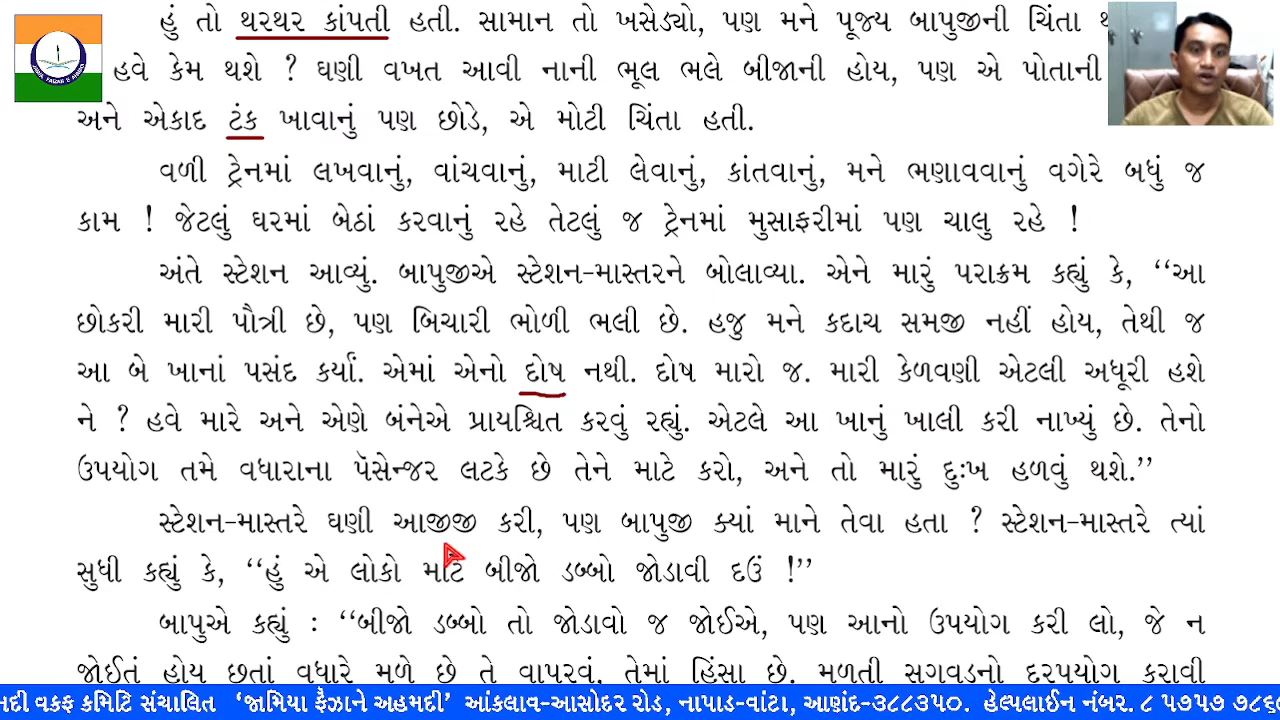 હું તો થરથર કાંપતી હતી. સામાન તો ખસેડ્યો, પણ મને પૂજ્ય બાપુજીની ચિંતા
હવે કેમ થશે ? ઘણી વખત આવી નાની ભૂલ ભલે બીજાની હોય, પણ એ પોતાની
અને એકાદ ટંક ખાવાનું પણ છોડે, એ મોટી ચિંતા હતી.
વળી ટ્રેનમાં લખવાનું, વાંચવાનું, માટી લેવાનું, કાંતવાનું, મને ભણાવવાનું વગેરે બધું જ
કામ ! જેટલું ઘરમાં બેઠાં કરવાનું રહે તેટલું જ ટ્રેનમાં મુસાફરીમાં પણ ચાલુ રહે !
અંતે સ્ટેશન આવ્યું. બાપુજીએ સ્ટેશન-માસ્તરને બોલાવ્યા. એને મારું પરાક્રમ કહ્યું કે, ‘‘આ
છોકરી મારી પૌત્રી છે, પણ બિચારી ભોળી ભલી છે. હજુ મને કદાચ સમજી નહીં હોય, તેથી જ
આ બે ખાનાં પસંદ કર્યાં. એમાં એનો દોષ નથી. દોષ મારો જ. મારી કેળવણી એટલી અધૂરી હશે
ને ? હવે મારે અને એણે બંનેએ પ્રાયશ્ચિત કરવું રહ્યું. એટલે આ ખાનું ખાલી કરી નાખ્યું છે. તેનો
ઉપયોગ તમે વધારાના પૅસેન્જર લટકે છે તેને માટે કરો, અને તો મારું દુઃખ હળવું થશે.’’
સ્ટેશન-માસ્તરે ઘણી આજીજી કરી, પણ બાપુજી ક્યાં માને તેવા હતા ? સ્ટેશન-માસ્તરે ત્યાં
સુધી કહ્યું કે, ‘‘હું એ લોકો માટે બીજો ડબ્બો જોડાવી દઉં !’’
બાપુએ કહ્યું : ‘‘બીજો ડબ્બો તો જોડાવો જ જોઈએ, પણ આનો ઉપયોગ કરી લો, જે ન
જોઈતું હોય છતાં વધારે મળે છે તે વાપરવું, તેમાં હિંસા છે. મળતી સગવડનો દુરુપયોગ કરાવી
વકફ કમિટિ સંચાલિત ‘જામિયા ફૈઝાને અહમદી’ આંકલાવ-આસોદર રોડ, નાપાડ-વાંટા, આણંદ-૩૮૮૩૫૦. હેલ્પલાઈન નંબર. ૮ ૫૭૫૭